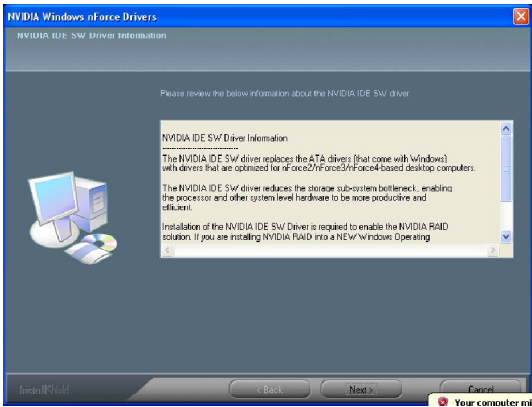 NVIDIA Windows nForce Drivers
NVIDIA IDE SW Driver Information
Please review the below information about the NVIDIA IDE SW driver
NVIDIA IDE SW Driver Information
--------------------------------
The NVIDIA IDE SW driver replaces the ATA drivers (that come with Windows)
with drivers that are optimized for nForce2/nForce3/nForce4-based desktop computers.
The NVIDIA IDE SW driver reduces the storage sub-system bottleneck, enabling
the processor and other system level hardware to be more productive and
efficient.
Installation of the NVIDIA IDE SW Driver is required to enable the NVIDIA RAID
solution. If you are installing NVIDIA RAID into a NEW Windows Operating
InstallShield
< Back
Next >
Cancel
Your computer mi